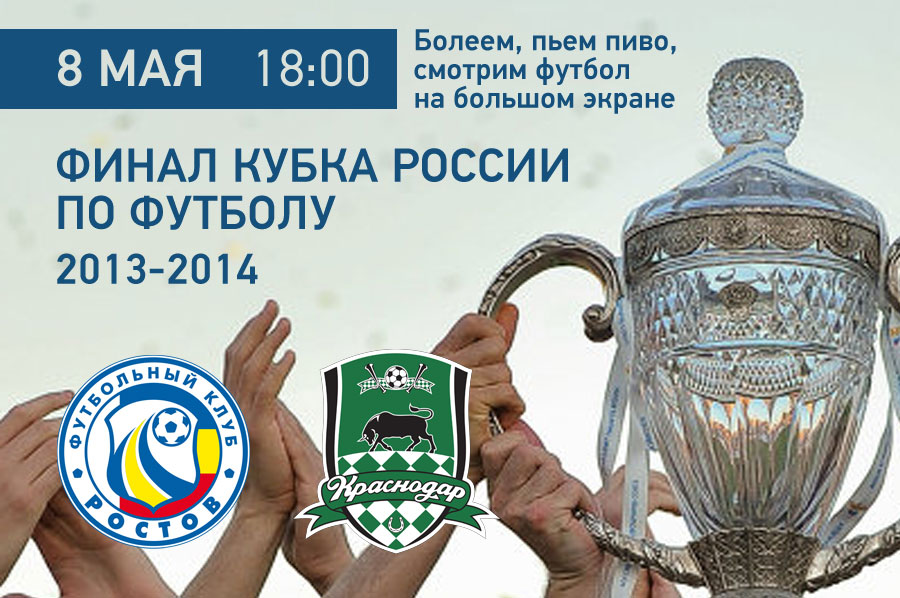 8 МАЯ 18:00
Болеем, пьем пиво,
смотрим футбол
на большом экране
ФИНАЛ КУБКА РОССИИ
ПО ФУТБОЛУ
2013-2014
ФУТБОЛЬНЫЙ КЛУБ
РОСТОВ
Краснодар